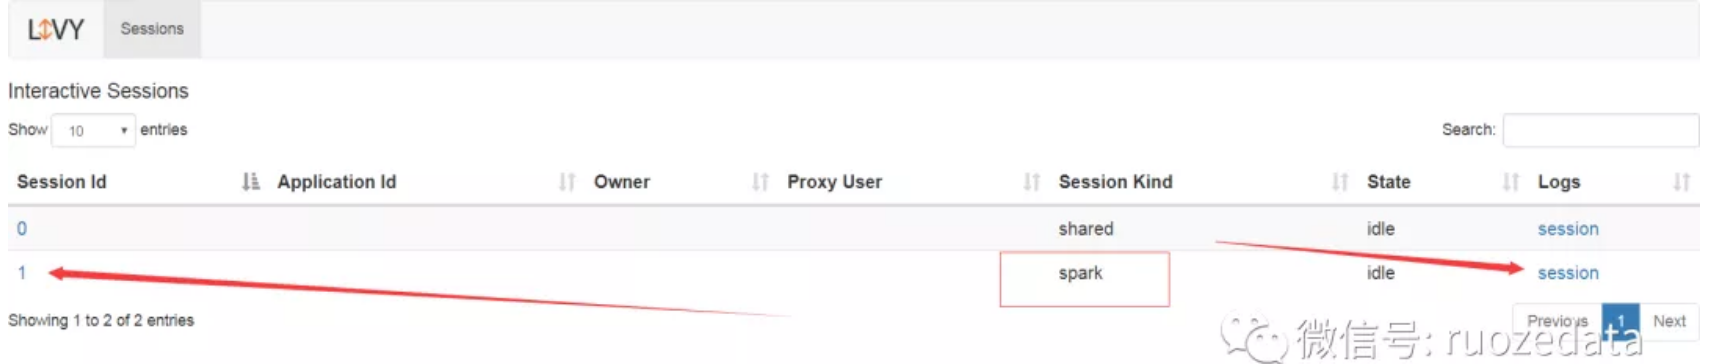 LIVY Sessions
Interactive Sessions
Show 10 entries Search:
Session Id Application Id Owner Proxy User Session Kind State Logs
0 shared idle session
1 spark idle session
Showing 1 to 2 of 2 entries Previous 1 Next
微信号: ruozedata